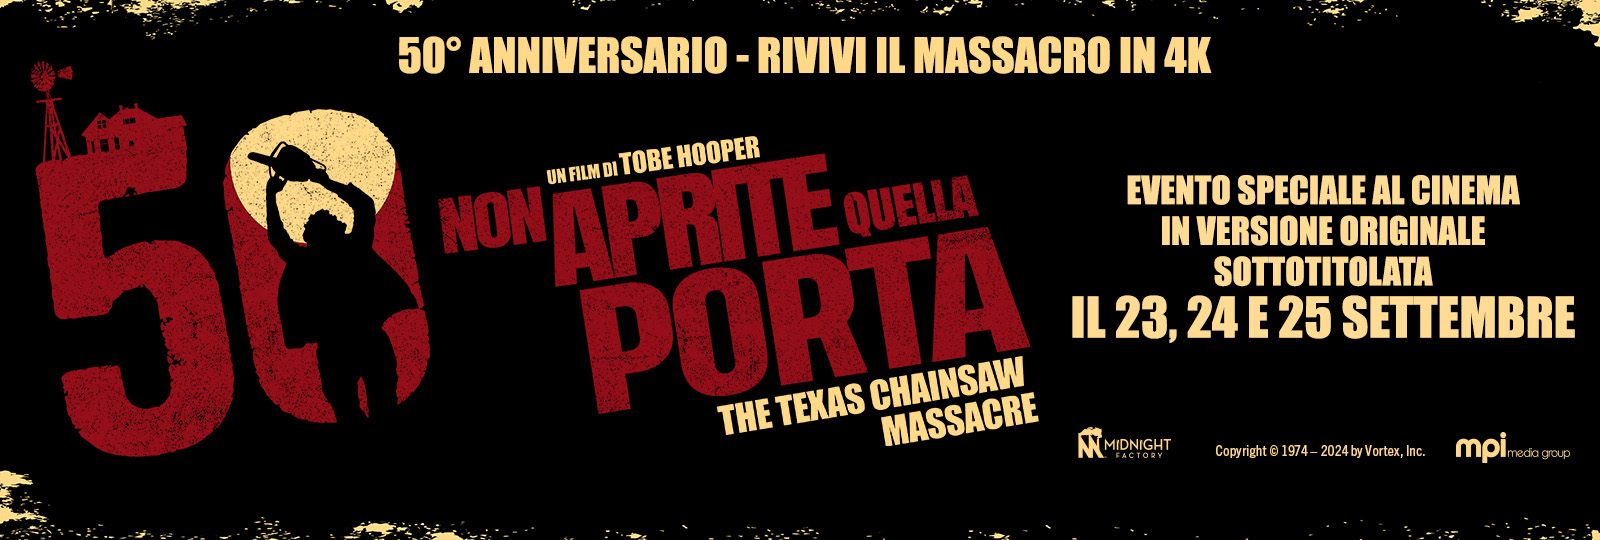 50° ANNIVERSARIO - RIVIVI IL MASSACRO IN 4K
50
UN FILM DI TOBE HOOPER
NON APRITE QUELLA
PORTA
THE TEXAS CHAINSAW
MASSACRE
EVENTO SPECIALE AL CINEMA
IN VERSIONE ORIGINALE
SOTTOTITOLATA
IL 23, 24 E 25 SETTEMBRE
MIDNIGHT
FACTORY
Copyright © 1974 – 2024 by Vortex, Inc.
mpi media group